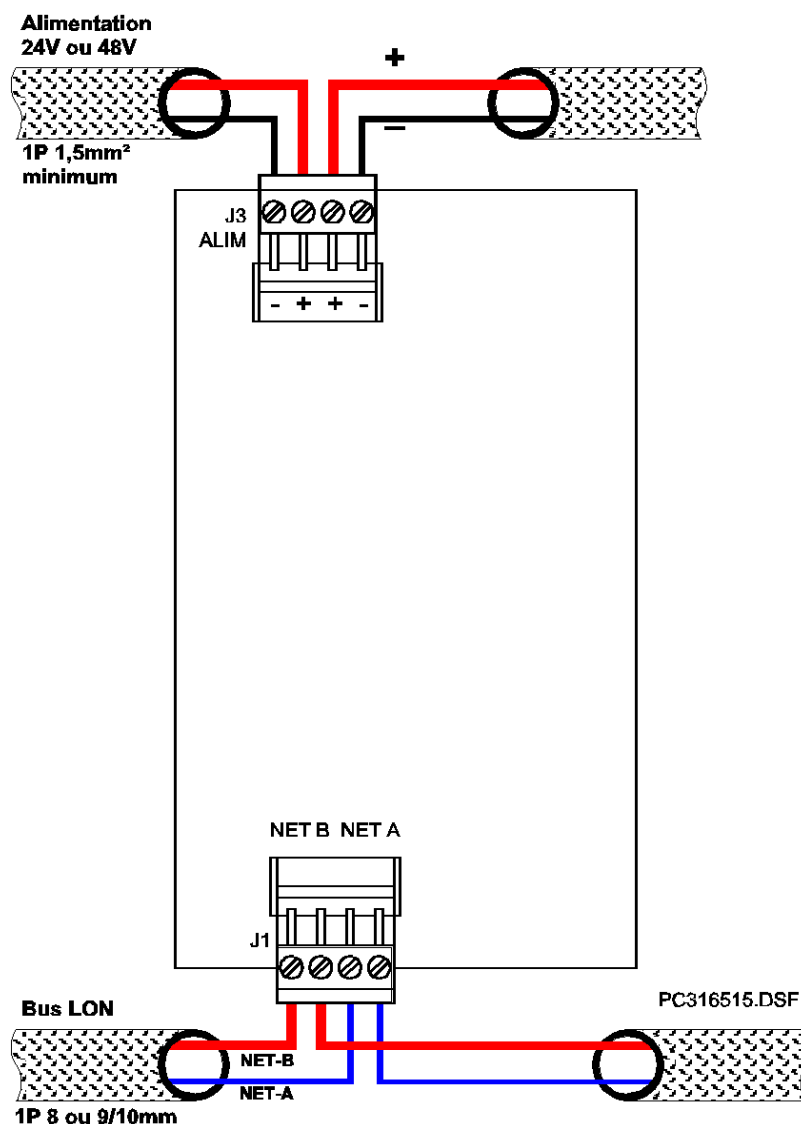 Alimentation
24V ou 48V
+
–
1P 1,5mm²
minimum
J3
ALIM
- + + -
NET B NET A
J1
Bus LON
PC316515.DSF
NET-B
NET-A
1P 8 ou 9/10mm